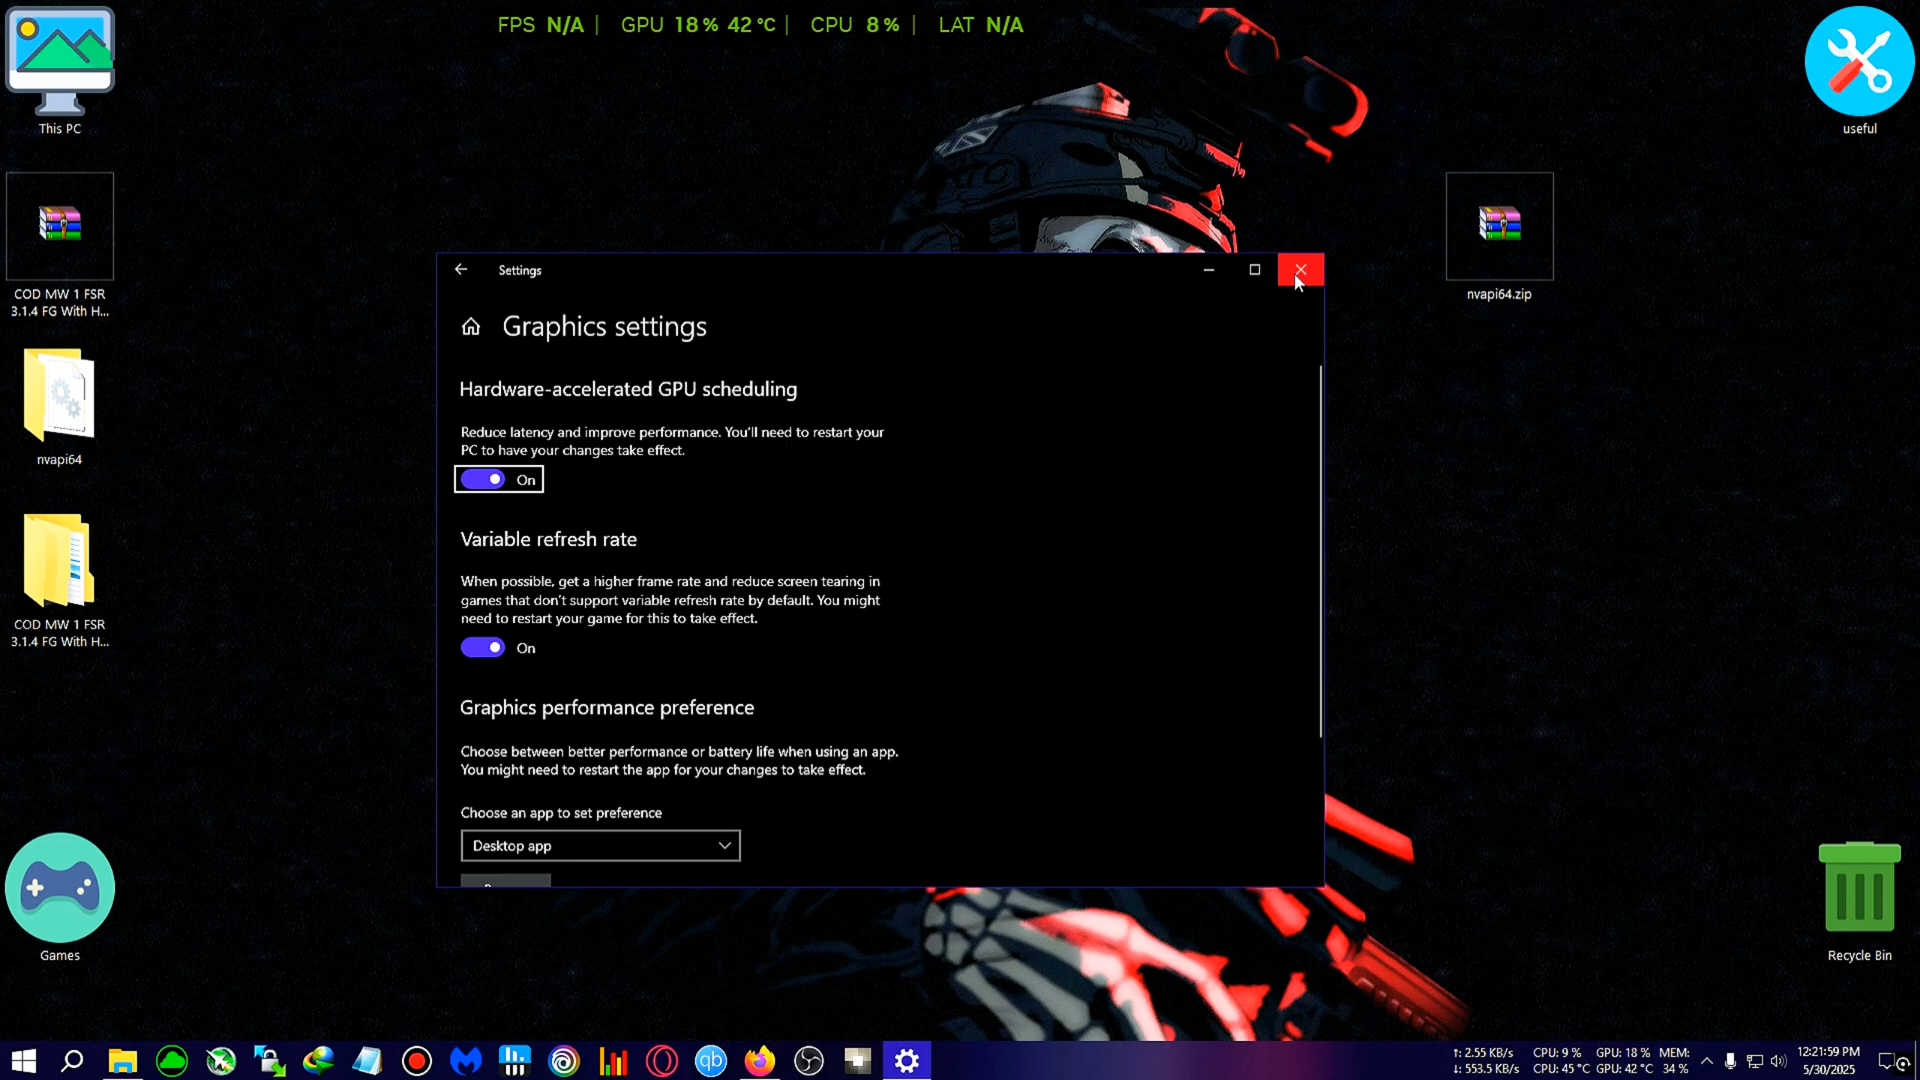 FPS N/A | GPU 18% 42 °C | CPU 8% | LAT N/A
This PC
useful
COD MW 1 FSR
3.1.4 FG With H...
nvapi64.zip
nvapi64
COD MW 1 FSR
3.1.4 FG With H...
Games
Recycle Bin
Settings
Graphics settings
Hardware-accelerated GPU scheduling
Reduce latency and improve performance. You'll need to restart your
PC to have your changes take effect.
On
Variable refresh rate
When possible, get a higher frame rate and reduce screen tearing in
games that don't support variable refresh rate by default. You might
need to restart your game for this to take effect.
On
Graphics performance preference
Choose between better performance or battery life when using an app.
You might need to restart the app for your changes to take effect.
Choose an app to set preference
Desktop app
qb
↑: 2.55 KB/s CPU: 9 % GPU: 18 % MEM:
↓: 553.5 KB/s CPU: 45 °C GPU: 42 °C 34 %
12:21:59 PM
5/30/2025